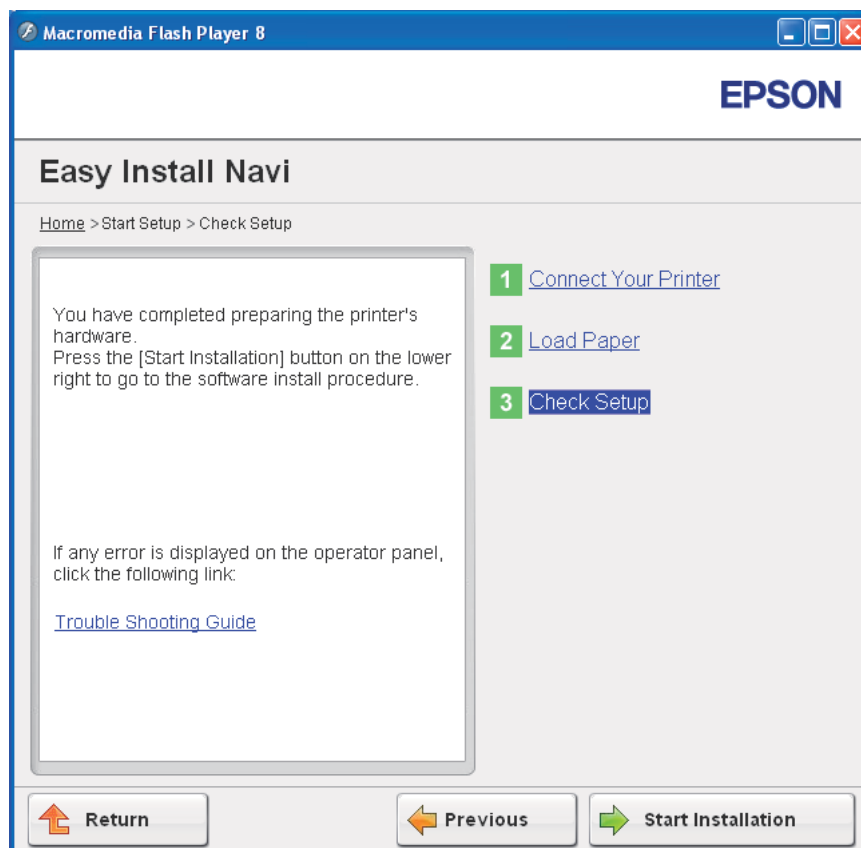 Macromedia Flash Player 8
EPSON
Easy Install Navi
Home > Start Setup > Check Setup
You have completed preparing the printer's
hardware.
Press the [Start Installation] button on the lower
right to go to the software install procedure.
If any error is displayed on the operator panel,
click the following link:
Trouble Shooting Guide
1 Connect Your Printer
2 Load Paper
3 Check Setup
Return
Previous
Start Installation